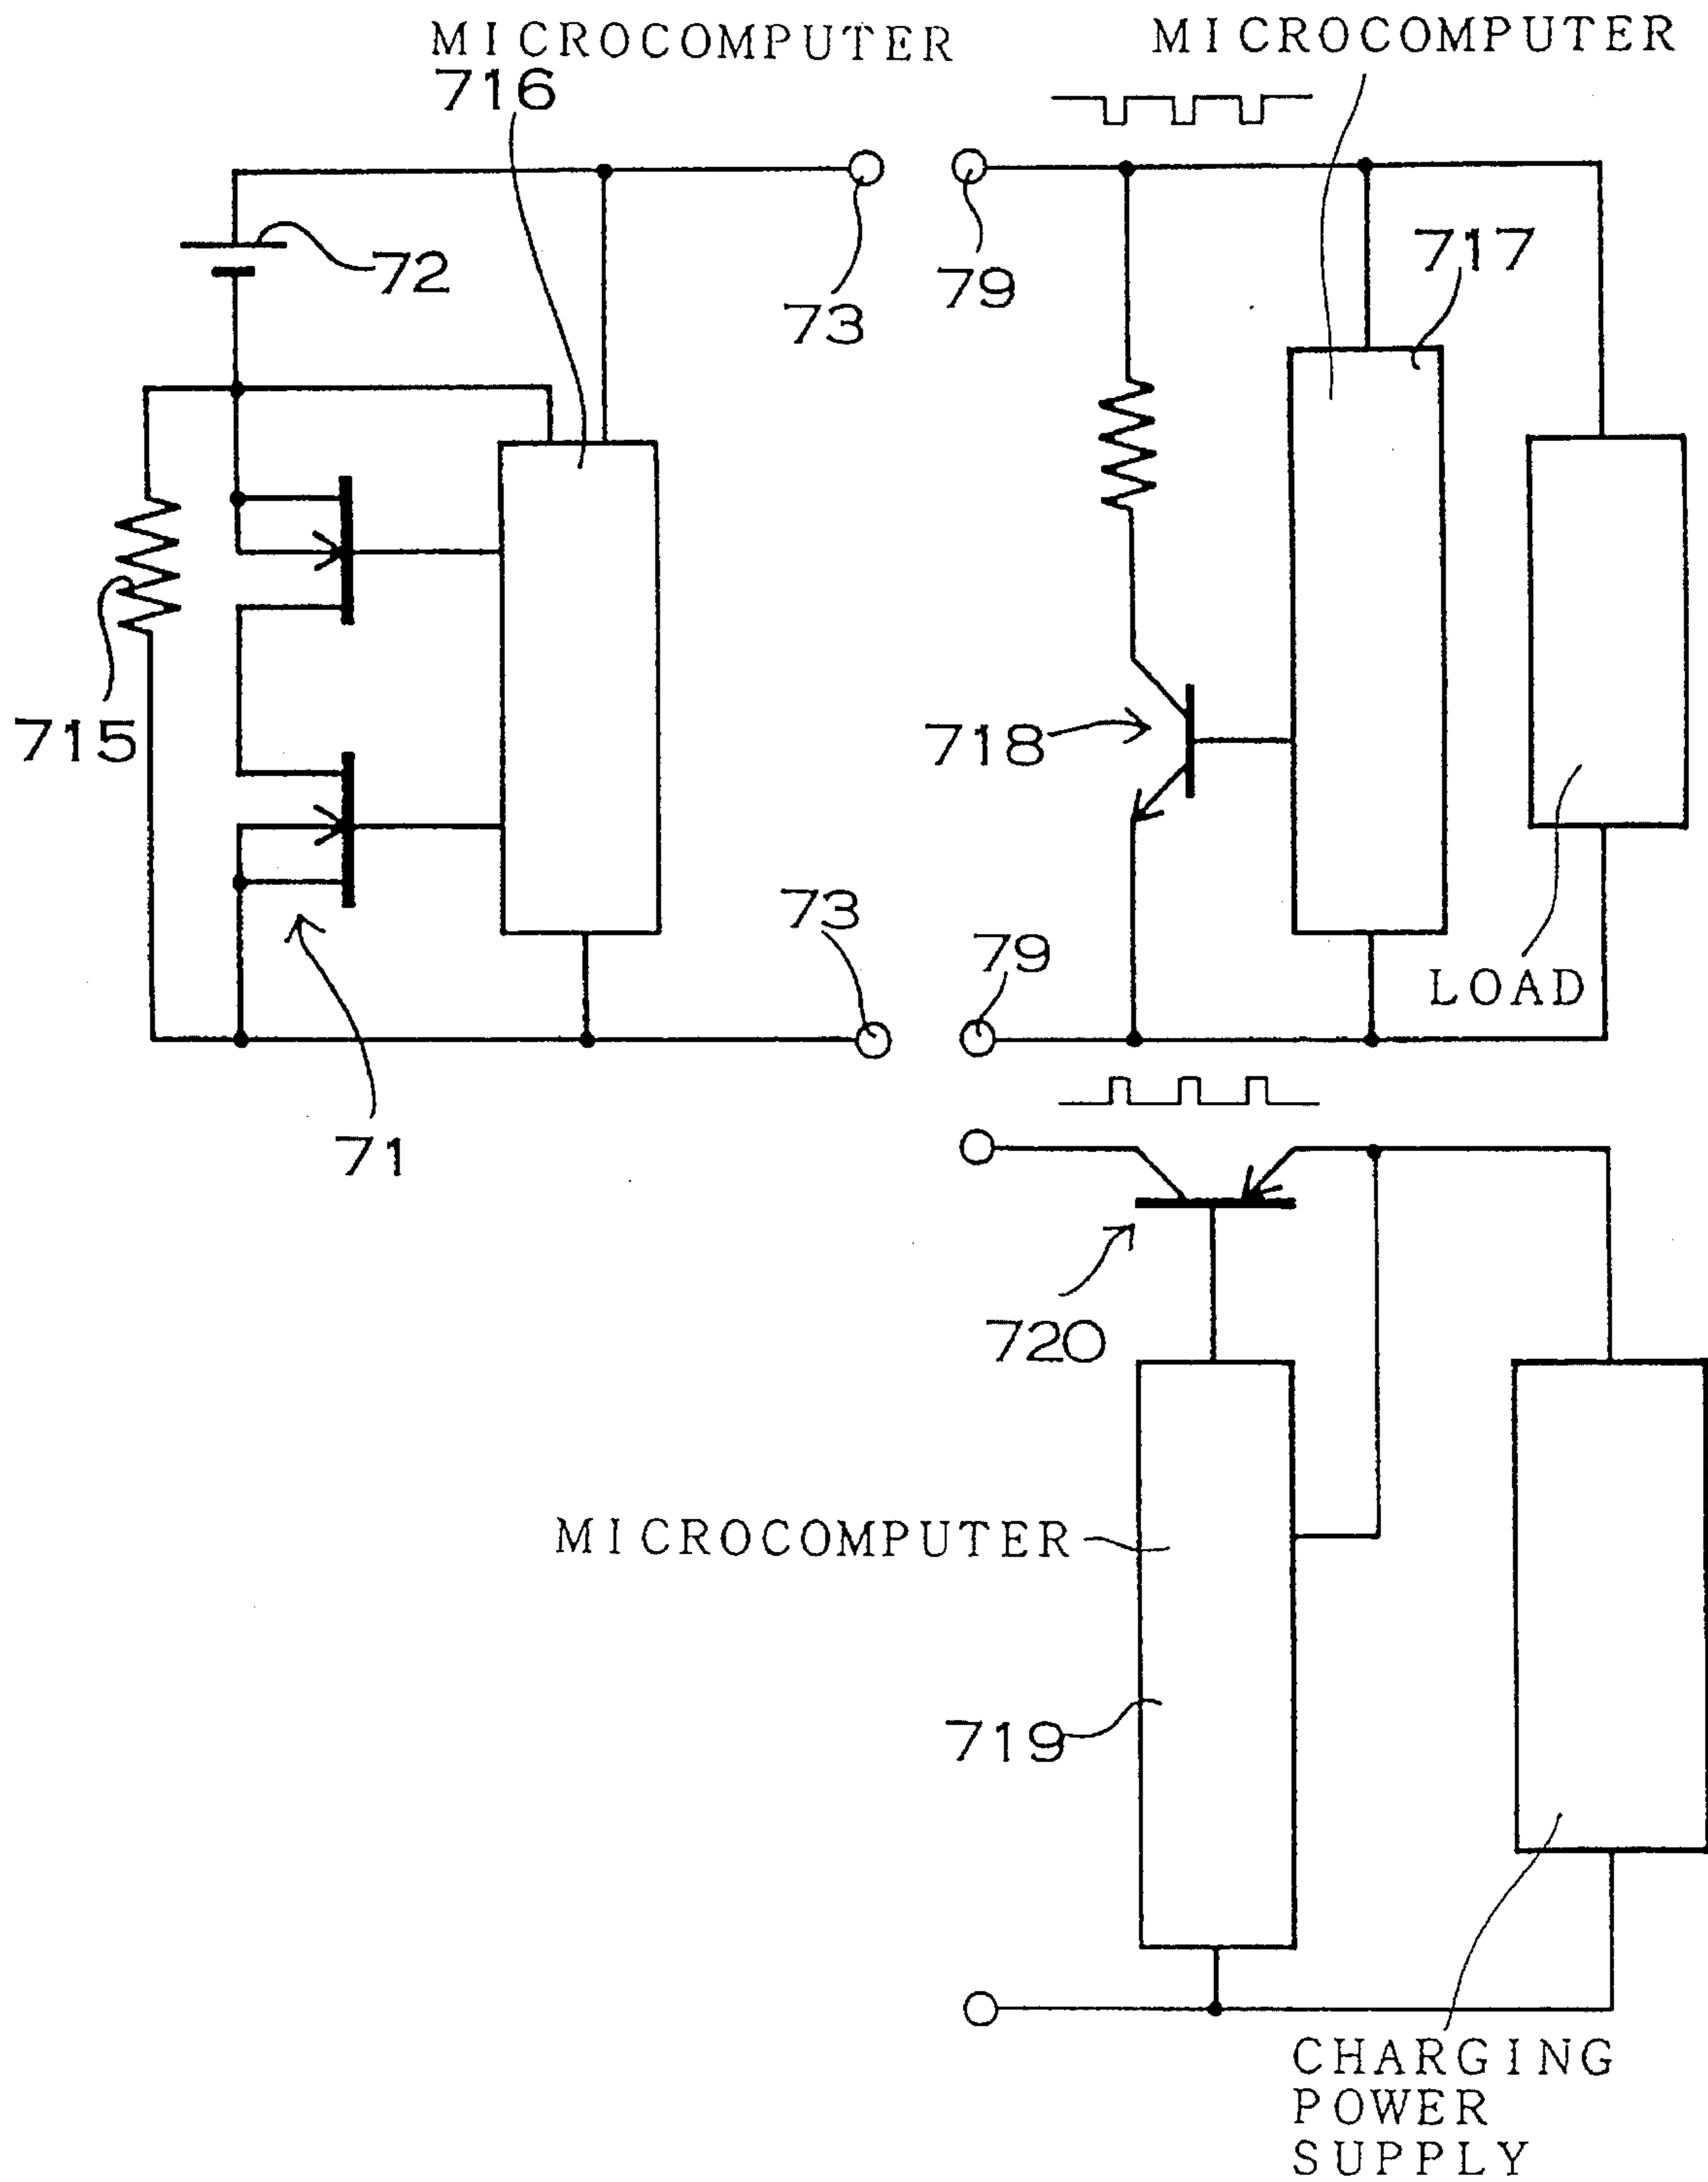 MICROCOMPUTER
716
MICROCOMPUTER
72
73
79
717
715
718
73
79
LOAD
71
720
MICROCOMPUTER
719
CHARGING
POWER
SUPPLY